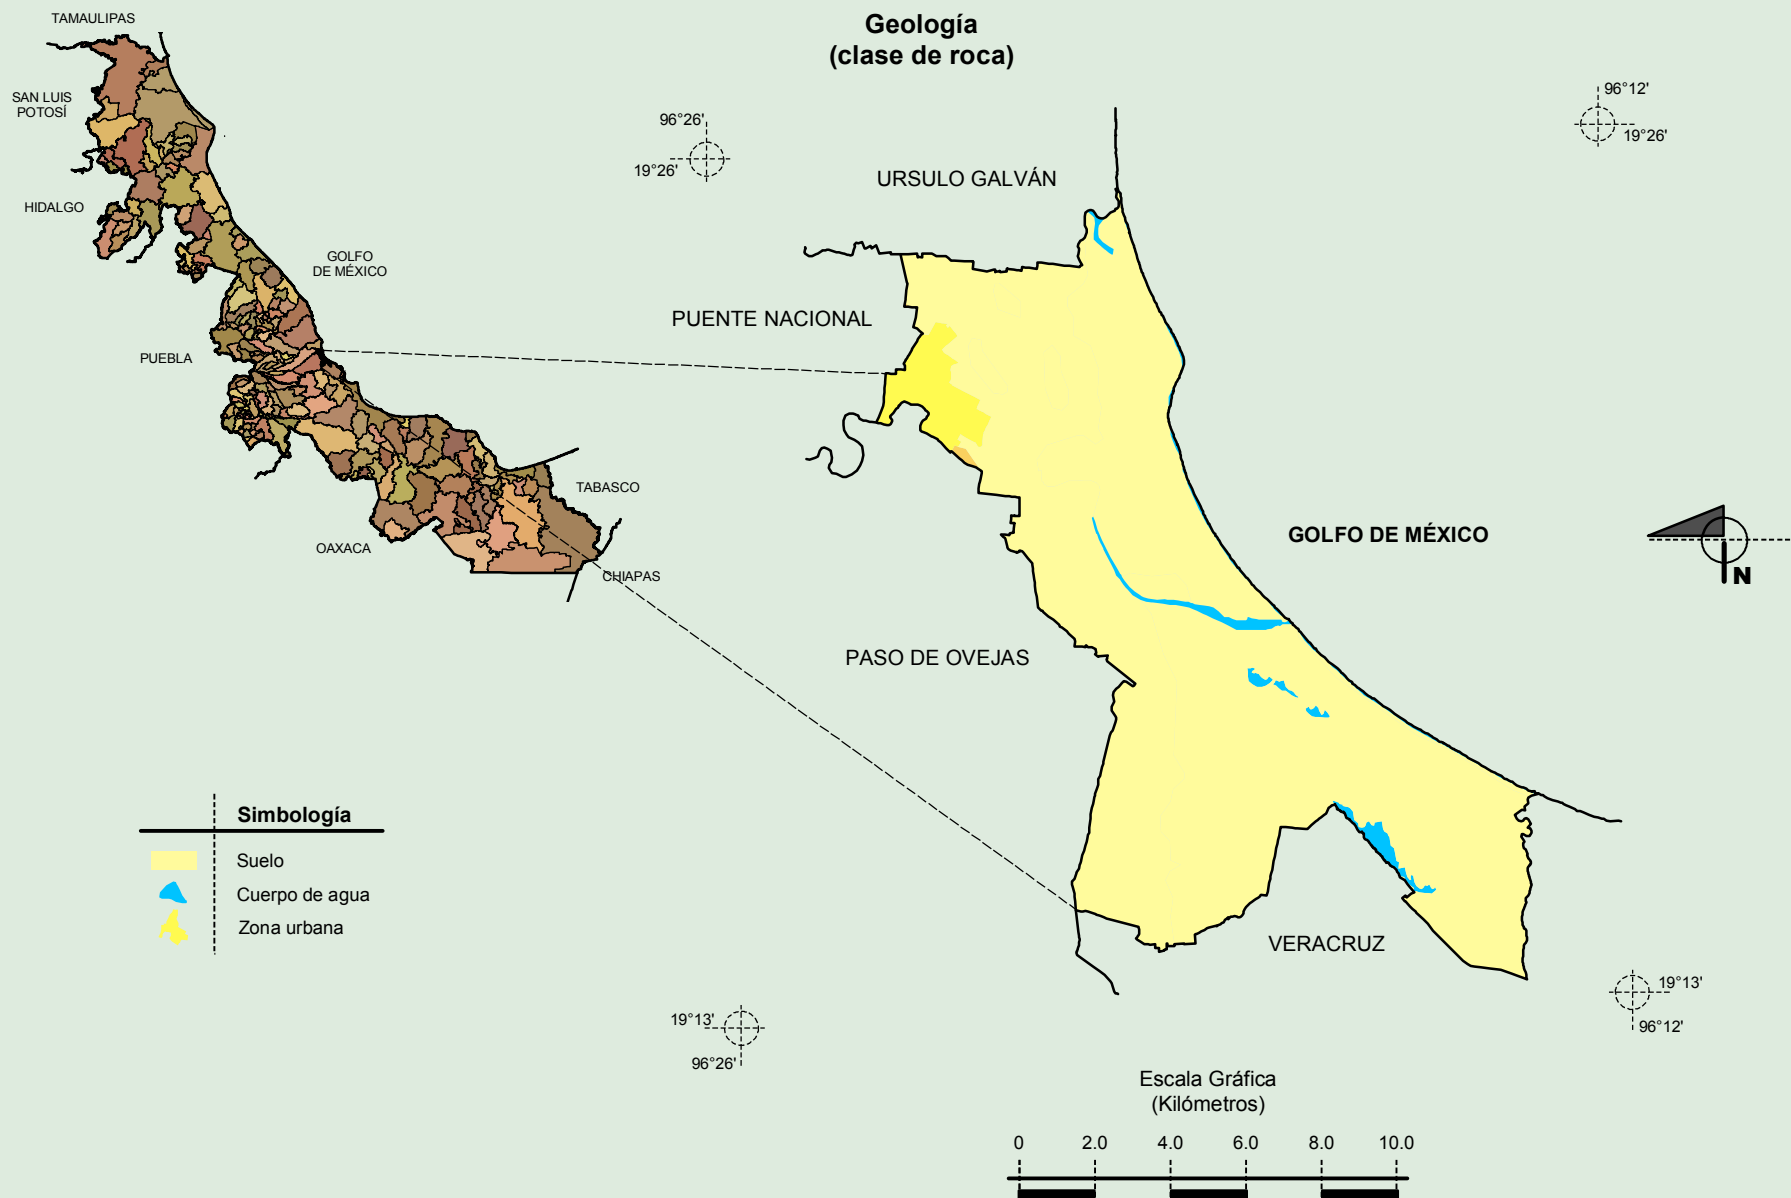 Geología
(clase de roca)
TAMAULIPAS
SAN LUIS
POTOSÍ
HIDALGO
GOLFO
DE MÉXICO
PUEBLA
OAXACA
TABASCO
CHIAPAS
96°26'
19°26'
96°12'
19°26'
URSULO GALVÁN
PUENTE NACIONAL
GOLFO DE MÉXICO
N
PASO DE OVEJAS
VERACRUZ
Simbología
Suelo
Cuerpo de agua
Zona urbana
19°13'
96°26'
19°13'
96°12'
Escala Gráfica
(Kilómetros)
0 2.0 4.0 6.0 8.0 10.0